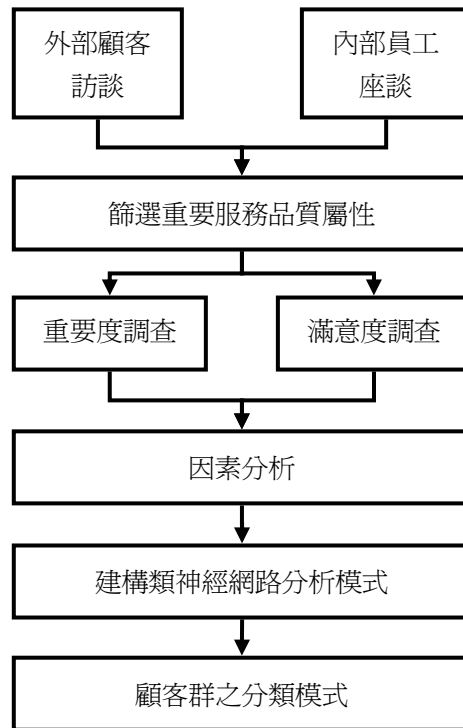 外部顧客
訪談
內部員工
座談
篩選重要服務品質屬性
重要度調查
滿意度調查
因素分析
建構類神經網路分析模式
顧客群之分類模式